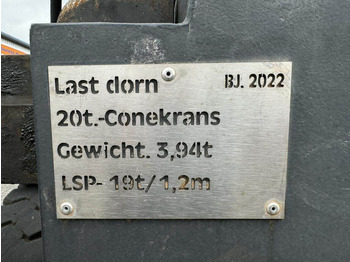 Last dorn BJ. 2022
20t.-Conekrans
Gewicht. 3,94t
LSP- 19t/1,2m